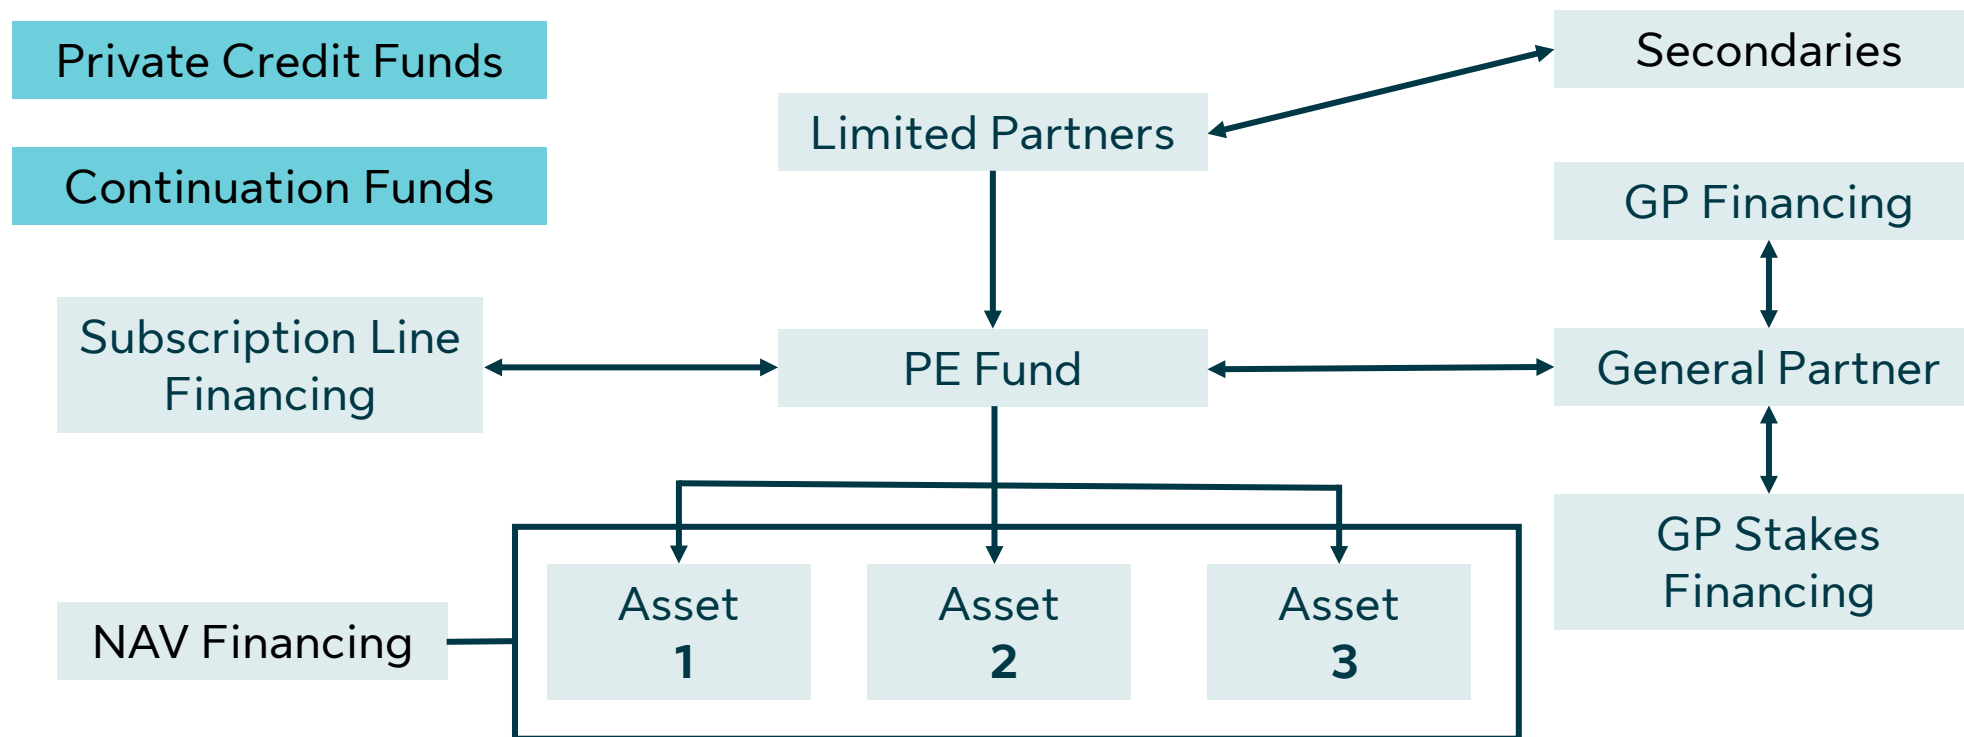 Private Credit Funds
Secondaries
Limited Partners
Continuation Funds
GP Financing
Subscription Line
Financing
PE Fund
General Partner
GP Stakes
Financing
Asset
1
Asset
2
Asset
3
NAV Financing